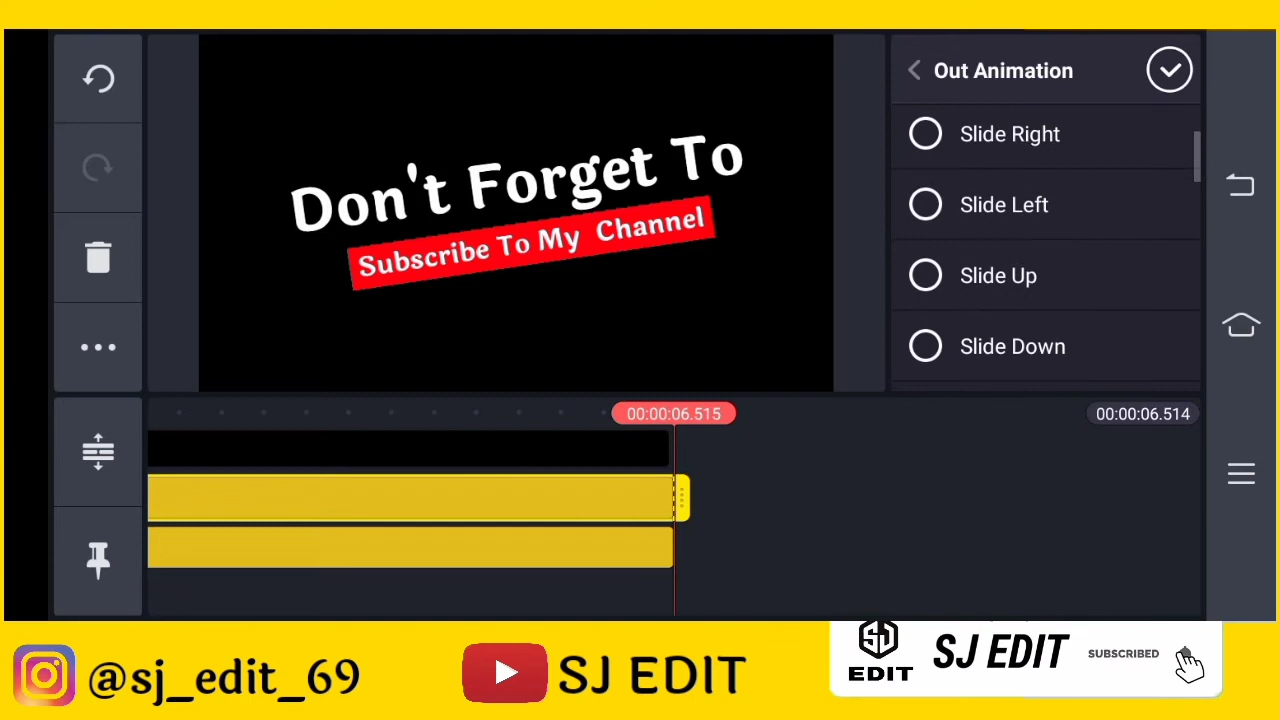 Out Animation
Slide Right
Slide Left
Slide Up
Slide Down
Don't Forget To
Subscribe To My Channel
00:00:06.515
00:00:06.514
@sj_edit_69
SJ EDIT
EDIT
SJ EDIT
SUBSCRIBED